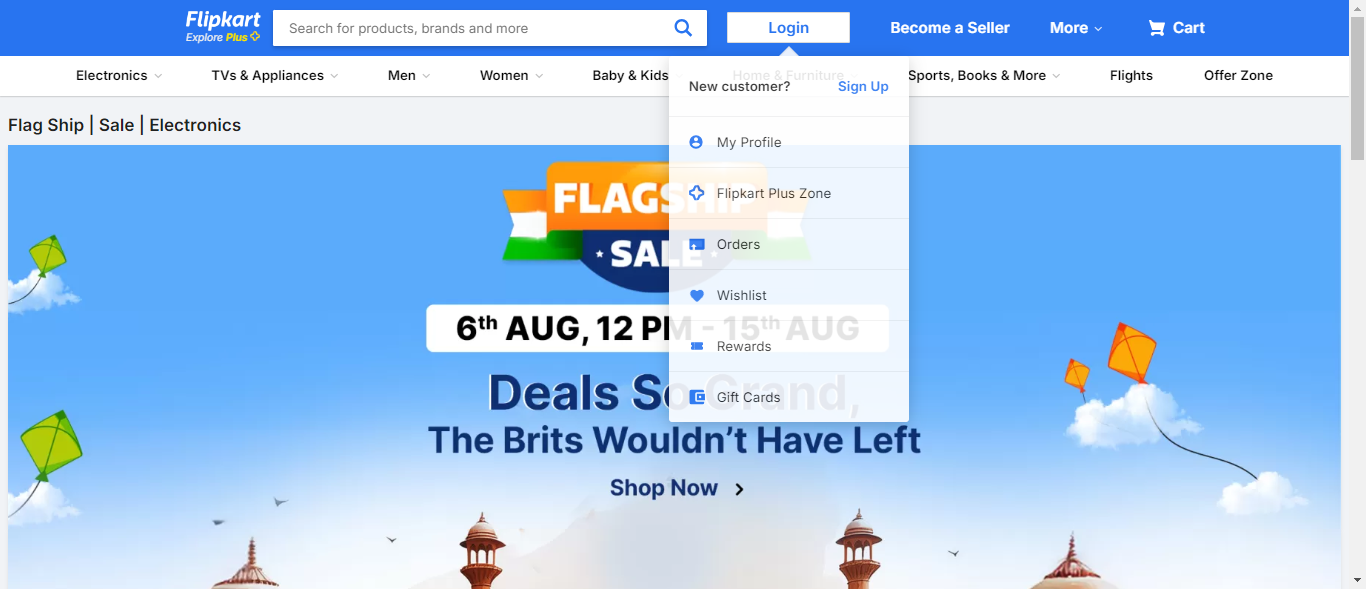 Flipkart
Explore Plus
Search for products, brands and more
Login
Become a Seller
More
Cart
Electronics
TVs & Appliances
Men
Women
Baby & Kids
Home & Furniture
Sports, Books & More
Flights
Offer Zone
New customer?
Sign Up
My Profile
Flipkart Plus Zone
Orders
Wishlist
Rewards
Gift Cards
Flag Ship | Sale | Electronics
FLAGSHIP
SALE
6th AUG, 12 PM - 15th AUG
Deals So Grand,
The Brits Wouldn't Have Left
Shop Now